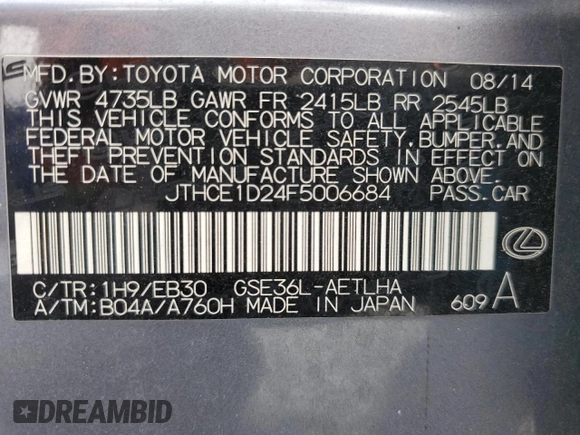 MFD.BY:TOYOTA MOTOR CORPORATION 08/14
GVWR 4735LB GAWR FR 2415LB RR 2545LB
THIS VEHICLE CONFORMS TO ALL APPLICABLE
FEDERAL MOTOR VEHICLE SAFETY,BUMPER,AND
THEFT PREVENTION STANDARDS IN EFFECT ON
THE DATE OF MANUFACTURE SHOWN ABOVE.
JTHCE1D24F5006684 PASS.CAR
C/TR:1H9/EB30 GSE36L-AETLHA
A/TM:B04A/A760H MADE IN JAPAN 609 A
DREAMBID